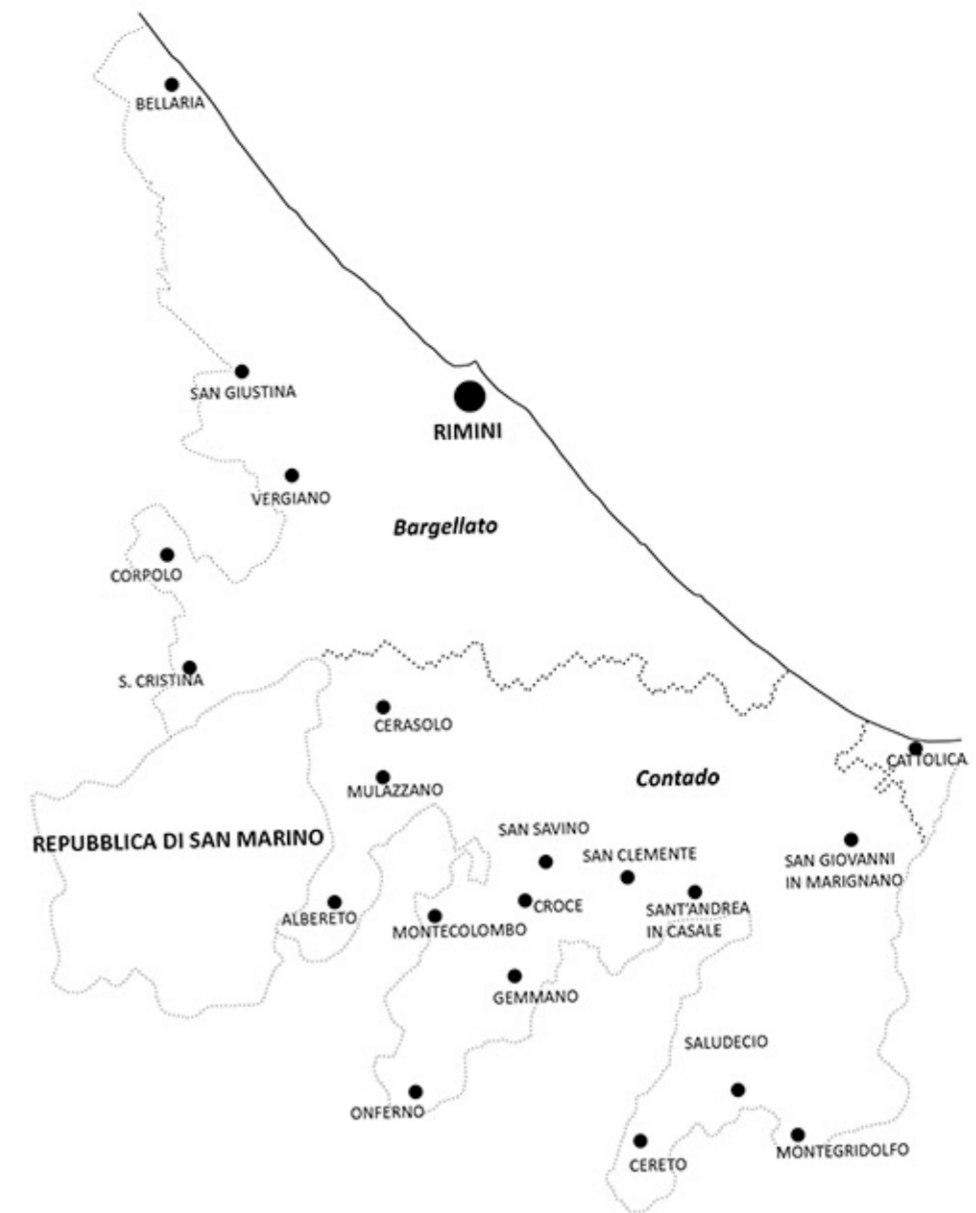 BELLARIA
SAN GIUSTINA
RIMINI
VERGIANO
Bargellato
CORPOLO
S. CRISTINA
CERASOLO
CATTOLICA
MULAZZANO
Contado
REPUBBLICA DI SAN MARINO
SAN SAVINO
SAN CLEMENTE
SAN GIOVANNI
IN MARIGNANO
ALBERETO
MONTECOLOMBO
CROCE
SANT'ANDREA
IN CASALE
GEMMANO
SALUDECIO
ONFERNO
CERETO
MONTEGRIDOLFO